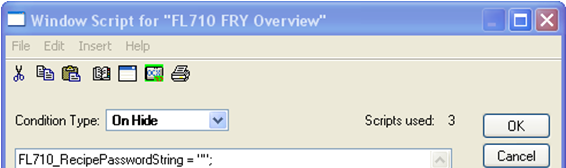 Window Script for "FL710 FRY Overview"
File Edit Insert Help
Condition Type: On Hide Scripts used: 3 OK
Cancel
FL710_RecipePasswordString = "";